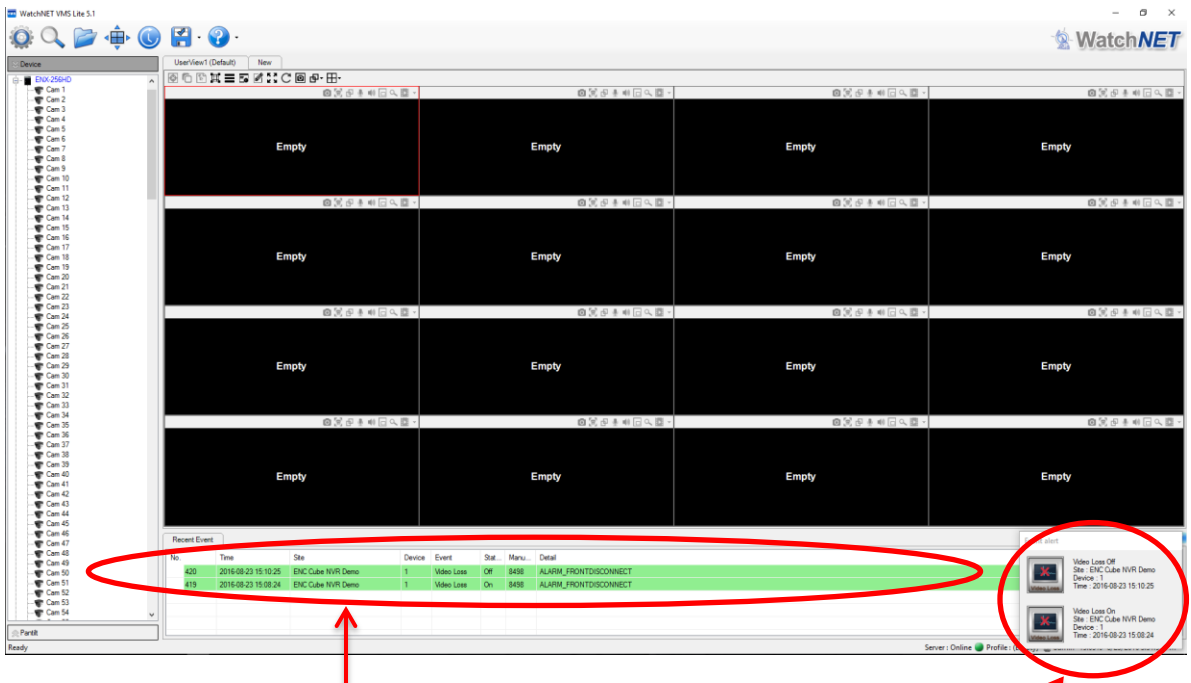 WatchNET VMS Lite 5.1
WatchNET
Device
UserView1 (Default) New
ENX-256HD
Cam 1
Cam 2
Cam 3
Cam 4
Cam 5
Cam 6
Cam 7
Cam 8
Cam 9
Cam 10
Cam 11
Cam 12
Cam 13
Cam 14
Cam 15
Cam 16
Cam 17
Cam 18
Cam 19
Cam 20
Cam 21
Cam 22
Cam 23
Cam 24
Cam 25
Cam 26
Cam 27
Cam 28
Cam 29
Cam 30
Cam 31
Cam 32
Cam 33
Cam 34
Cam 35
Cam 36
Cam 37
Cam 38
Cam 39
Cam 40
Cam 41
Cam 42
Cam 43
Cam 44
Cam 45
Cam 46
Cam 47
Cam 48
Cam 49
Cam 50
Cam 51
Cam 52
Cam 53
Cam 54
Pantilt
Ready
Empty Empty Empty Empty
Empty Empty Empty Empty
Empty Empty Empty Empty
Empty Empty Empty Empty
Recent Event
No. Time Site Device Event Stat... Manu... Detail
420 2016-08-23 15:10:25 ENC Cube NVR Demo 1 Video Loss Off 8498 ALARM_FRONTDISCONNECT
419 2016-08-23 15:08:24 ENC Cube NVR Demo 1 Video Loss On 8498 ALARM_FRONTDISCONNECT
alert
Video Loss
Video Loss Off
Site : ENC Cube NVR Demo
Device : 1
Time : 2016-08-23 15:10:25
Video Loss
Video Loss On
Site : ENC Cube NVR Demo
Device : 1
Time : 2016-08-23 15:08:24
Server : Online Profile :